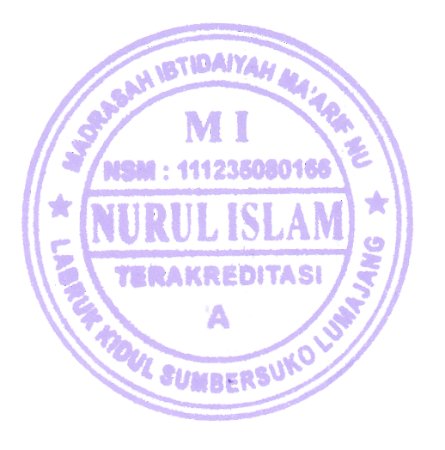 MADRASAH IBTIDAIYAH MA'ARIF NU
M I
NSM : 111235080166
NURUL ISLAM
TERAKREDITASI
A
LABRUK KIDUL SUMBERSUKO LUMAJANG